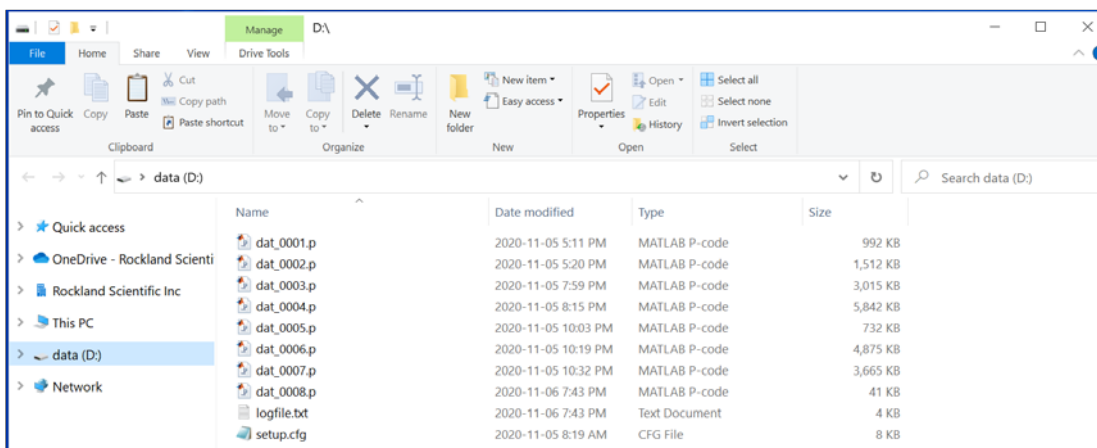 Manage D:\
File Home Share View Drive Tools
Pin to Quick access
Copy
Paste
Cut
Copy path
Paste shortcut
Clipboard
Move to
Copy to
Delete
Rename
Organize
New folder
New item
Easy access
New
Properties
Open
Edit
History
Open
Select all
Select none
Invert selection
Select
data (D:)
Search data (D:)
Quick access
OneDrive - Rockland Scienti
Rockland Scientific Inc
This PC
data (D:)
Network
Name Date modified Type Size
dat_0001.p 2020-11-05 5:11 PM MATLAB P-code 992 KB
dat_0002.p 2020-11-05 5:20 PM MATLAB P-code 1,512 KB
dat_0003.p 2020-11-05 7:59 PM MATLAB P-code 3,015 KB
dat_0004.p 2020-11-05 8:15 PM MATLAB P-code 5,842 KB
dat_0005.p 2020-11-05 10:03 PM MATLAB P-code 732 KB
dat_0006.p 2020-11-05 10:19 PM MATLAB P-code 4,875 KB
dat_0007.p 2020-11-05 10:32 PM MATLAB P-code 3,665 KB
dat_0008.p 2020-11-06 7:43 PM MATLAB P-code 41 KB
logfile.txt 2020-11-06 7:43 PM Text Document 4 KB
setup.cfg 2020-11-05 8:19 AM CFG File 8 KB